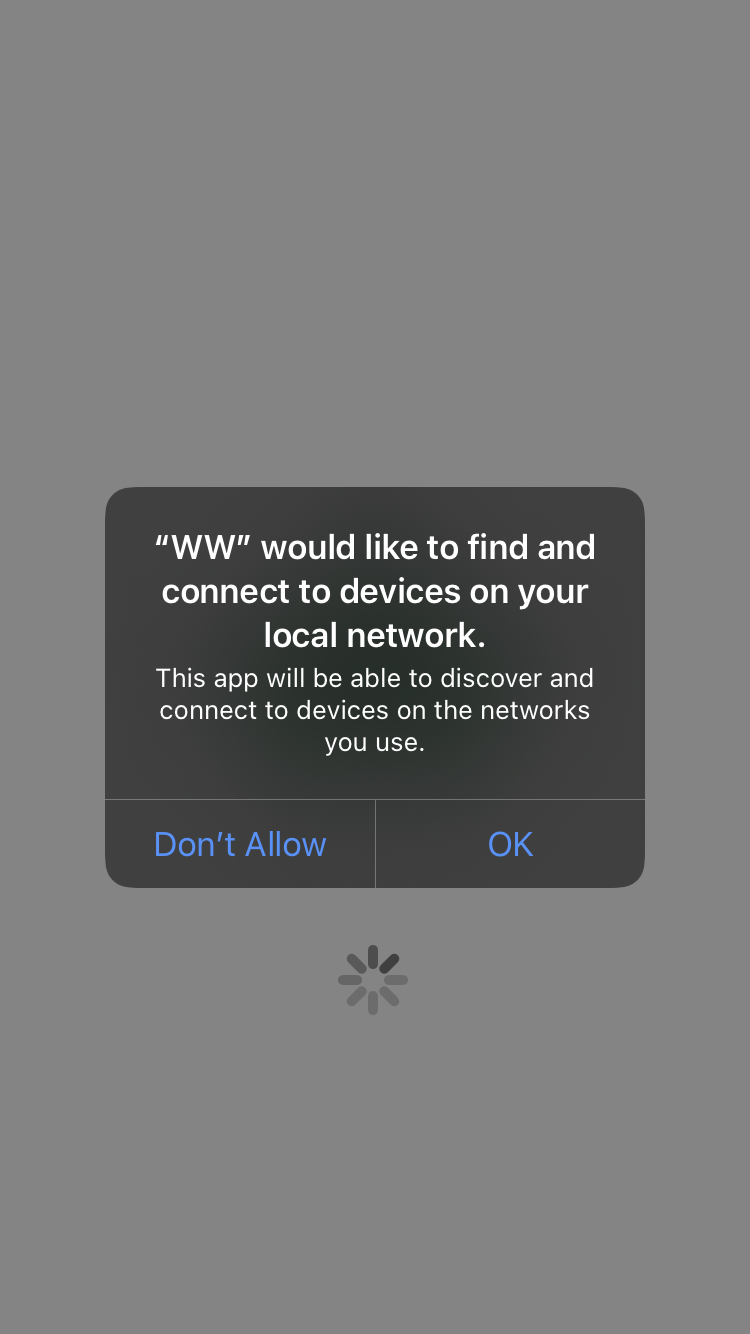 “WW” would like to find and
connect to devices on your
local network.
This app will be able to discover and
connect to devices on the networks
you use.
Don’t Allow
OK